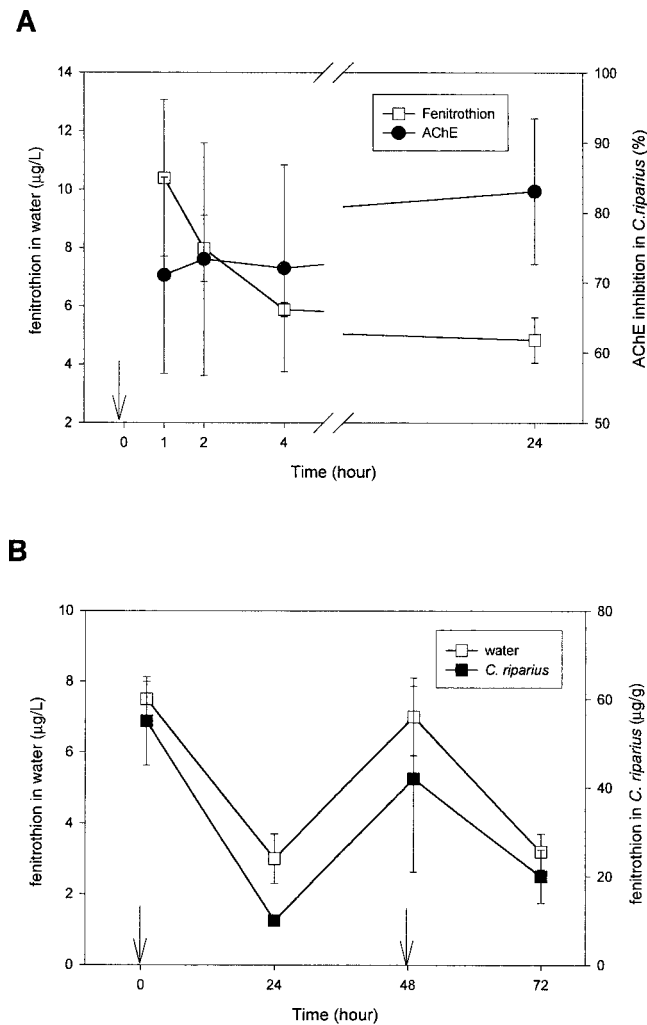 A
14
12
10
8
6
4
2
fenitrothion in water (µg/L)
100
90
80
70
60
50
AChE inhibition in C.riparius (%)
Fenitrothion
AChE
0 1 2 4 24
Time (hour)
B
10
8
6
4
2
0
fenitrothion in water (µg/L)
80
60
40
20
0
fenitrothion in C. riparius (µg/g)
water
C. riparius
0 24 48 72
Time (hour)